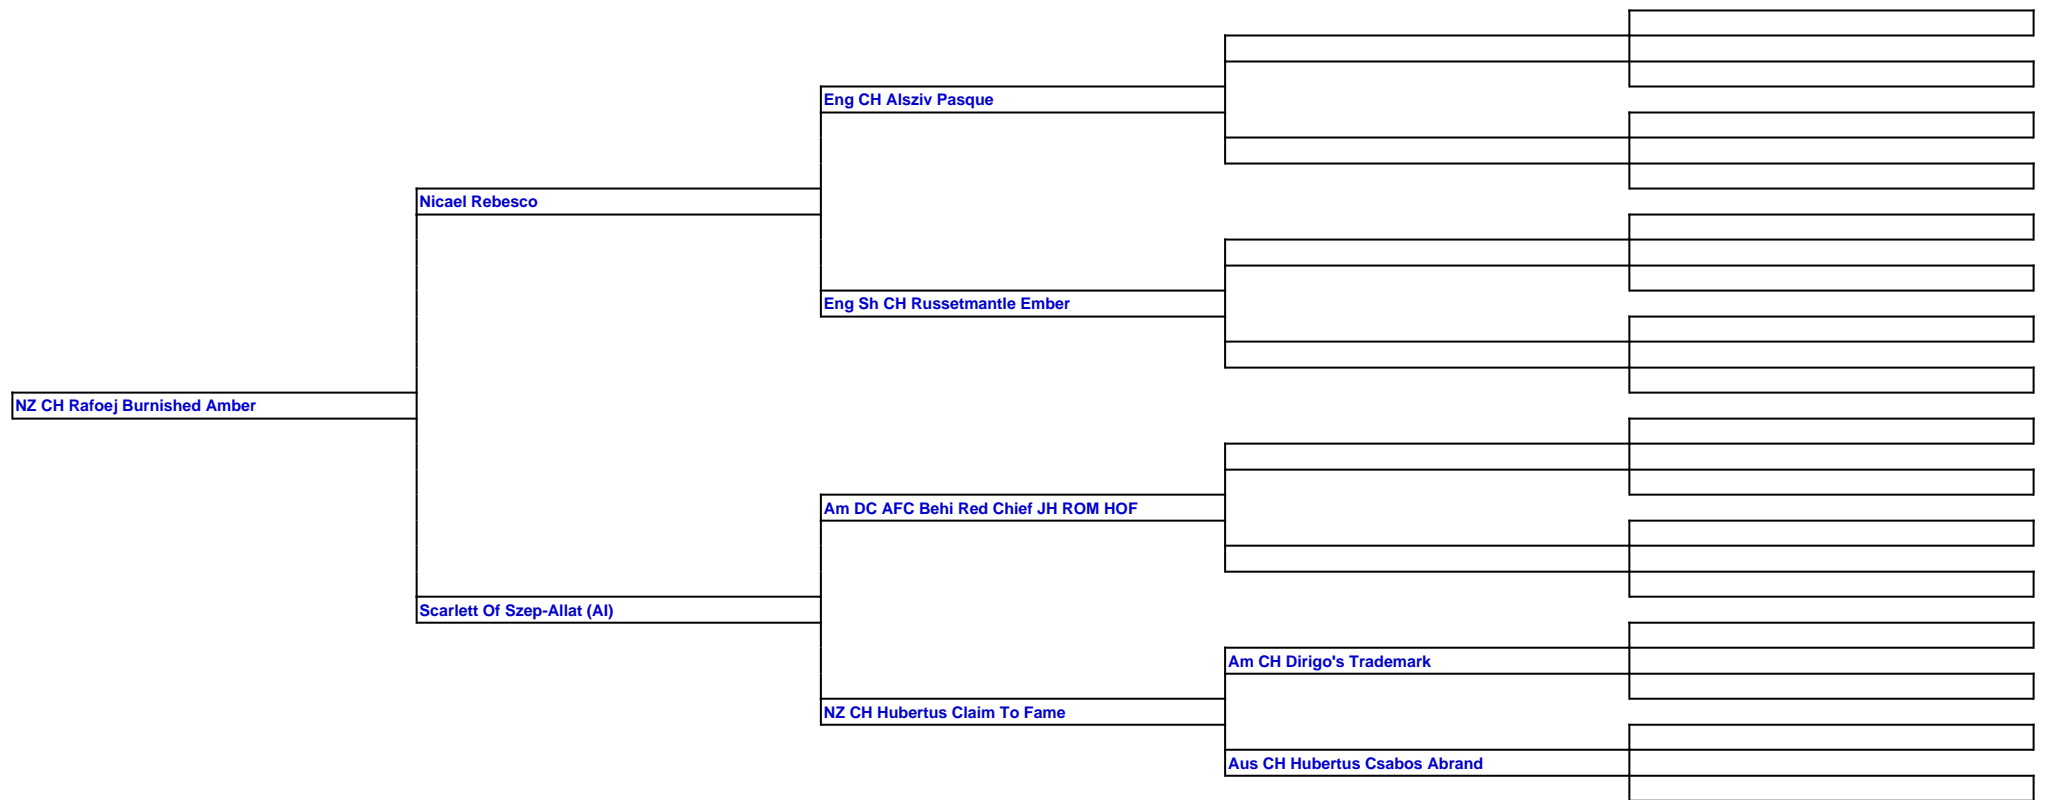 Eng CH Alsziv Pasque
Nicael Rebesco
Eng Sh CH Russetmantle Ember
NZ CH Rafoej Burnished Amber
Am DC AFC Behi Red Chief JH ROM HOF
Scarlett Of Szep-Allat (AI)
Am CH Dirigo's Trademark
NZ CH Hubertus Claim To Fame
Aus CH Hubertus Csabos Abrand